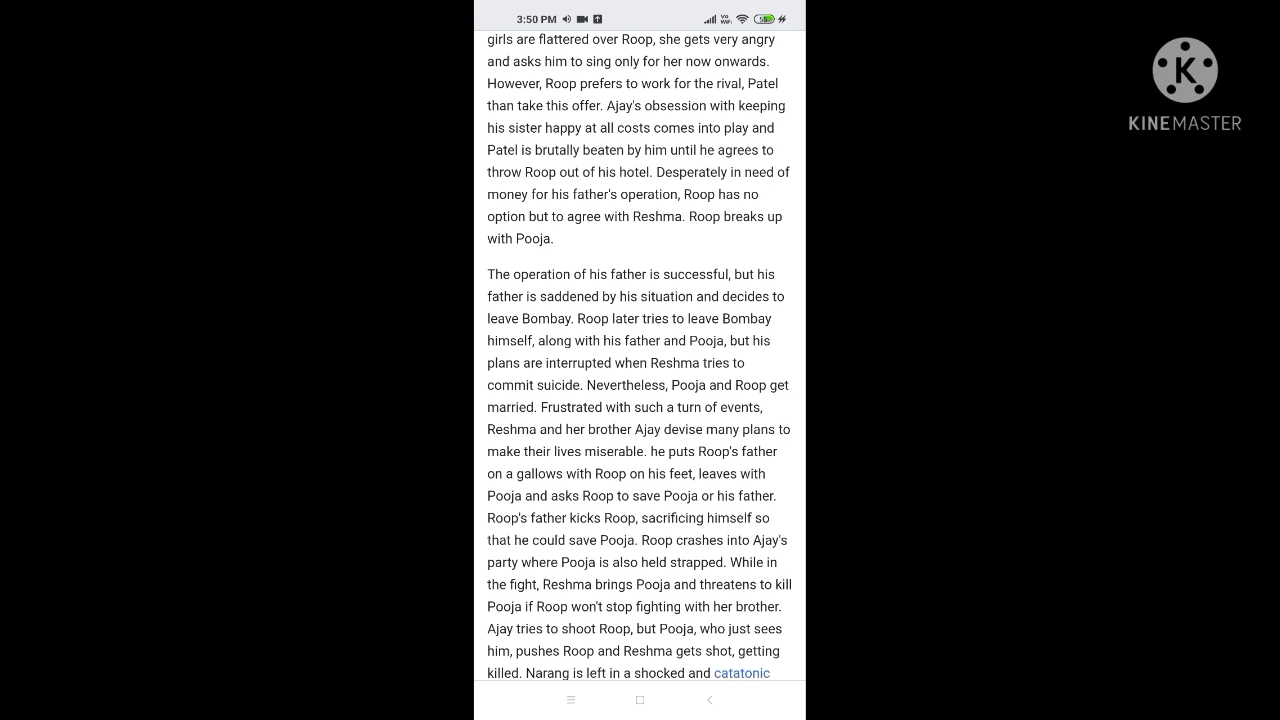 3:50 PM
Vo
WiFi
girls are flattered over Roop, she gets very angry
and asks him to sing only for her now onwards.
However, Roop prefers to work for the rival, Patel
than take this offer. Ajay's obsession with keeping
his sister happy at all costs comes into play and
Patel is brutally beaten by him until he agrees to
throw Roop out of his hotel. Desperately in need of
money for his father's operation, Roop has no
option but to agree with Reshma. Roop breaks up
with Pooja.
The operation of his father is successful, but his
father is saddened by his situation and decides to
leave Bombay. Roop later tries to leave Bombay
himself, along with his father and Pooja, but his
plans are interrupted when Reshma tries to
commit suicide. Nevertheless, Pooja and Roop get
married. Frustrated with such a turn of events,
Reshma and her brother Ajay devise many plans to
make their lives miserable. he puts Roop's father
on a gallows with Roop on his feet, leaves with
Pooja and asks Roop to save Pooja or his father.
Roop's father kicks Roop, sacrificing himself so
that he could save Pooja. Roop crashes into Ajay's
party where Pooja is also held strapped. While in
the fight, Reshma brings Pooja and threatens to kill
Pooja if Roop won't stop fighting with her brother.
Ajay tries to shoot Roop, but Pooja, who just sees
him, pushes Roop and Reshma gets shot, getting
killed. Narang is left in a shocked and catatonic
K
KINEMASTER